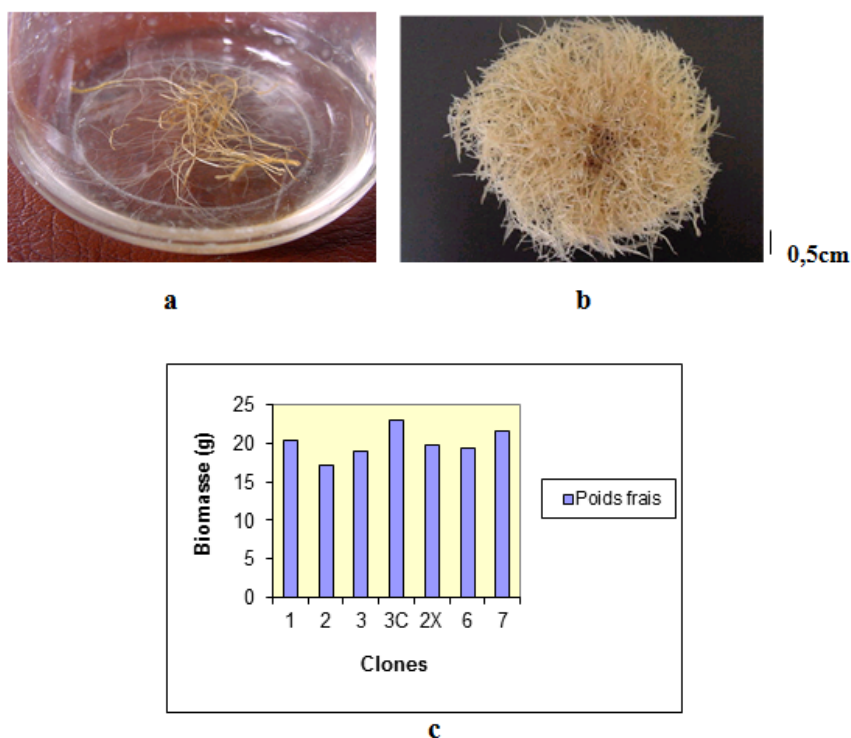 0,5cm
a
b
25
20
15
10
5
0
Biomasse (g)
1 2 3 3C 2X 6 7
Clones
Poids frais
c